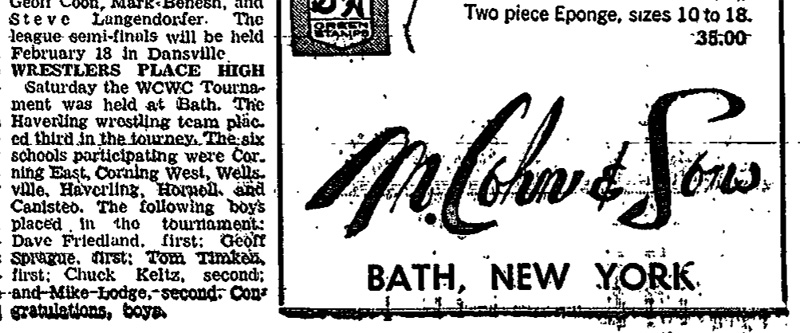 Geoff Coon, Mark Benesh, and
Steve Langendorfer. The
league semi-finals will be held
February 18 in Dansville
WRESTLERS PLACE HIGH
Saturday the WCWC Tourna-
ment was held at Bath. The
Haverling wrestling team plac-
ed third in the tourney. The six
schools participating were Cor-
ning East, Corning West, Wells-
ville, Haverling, Hornell and
Canisteo. The following boys
placed in the tournament:
Dave Friedland, first; Geoff
Sprague, first; Tom Timken,
first; Chuck Keltz, second;
and Mike Lodge, second. Con-
gratulations, boys.
S&H
GREEN
STAMPS
Two piece Eponge, sizes 10 to 18.
35.00
M. Cohn & Sons
BATH, NEW YORK